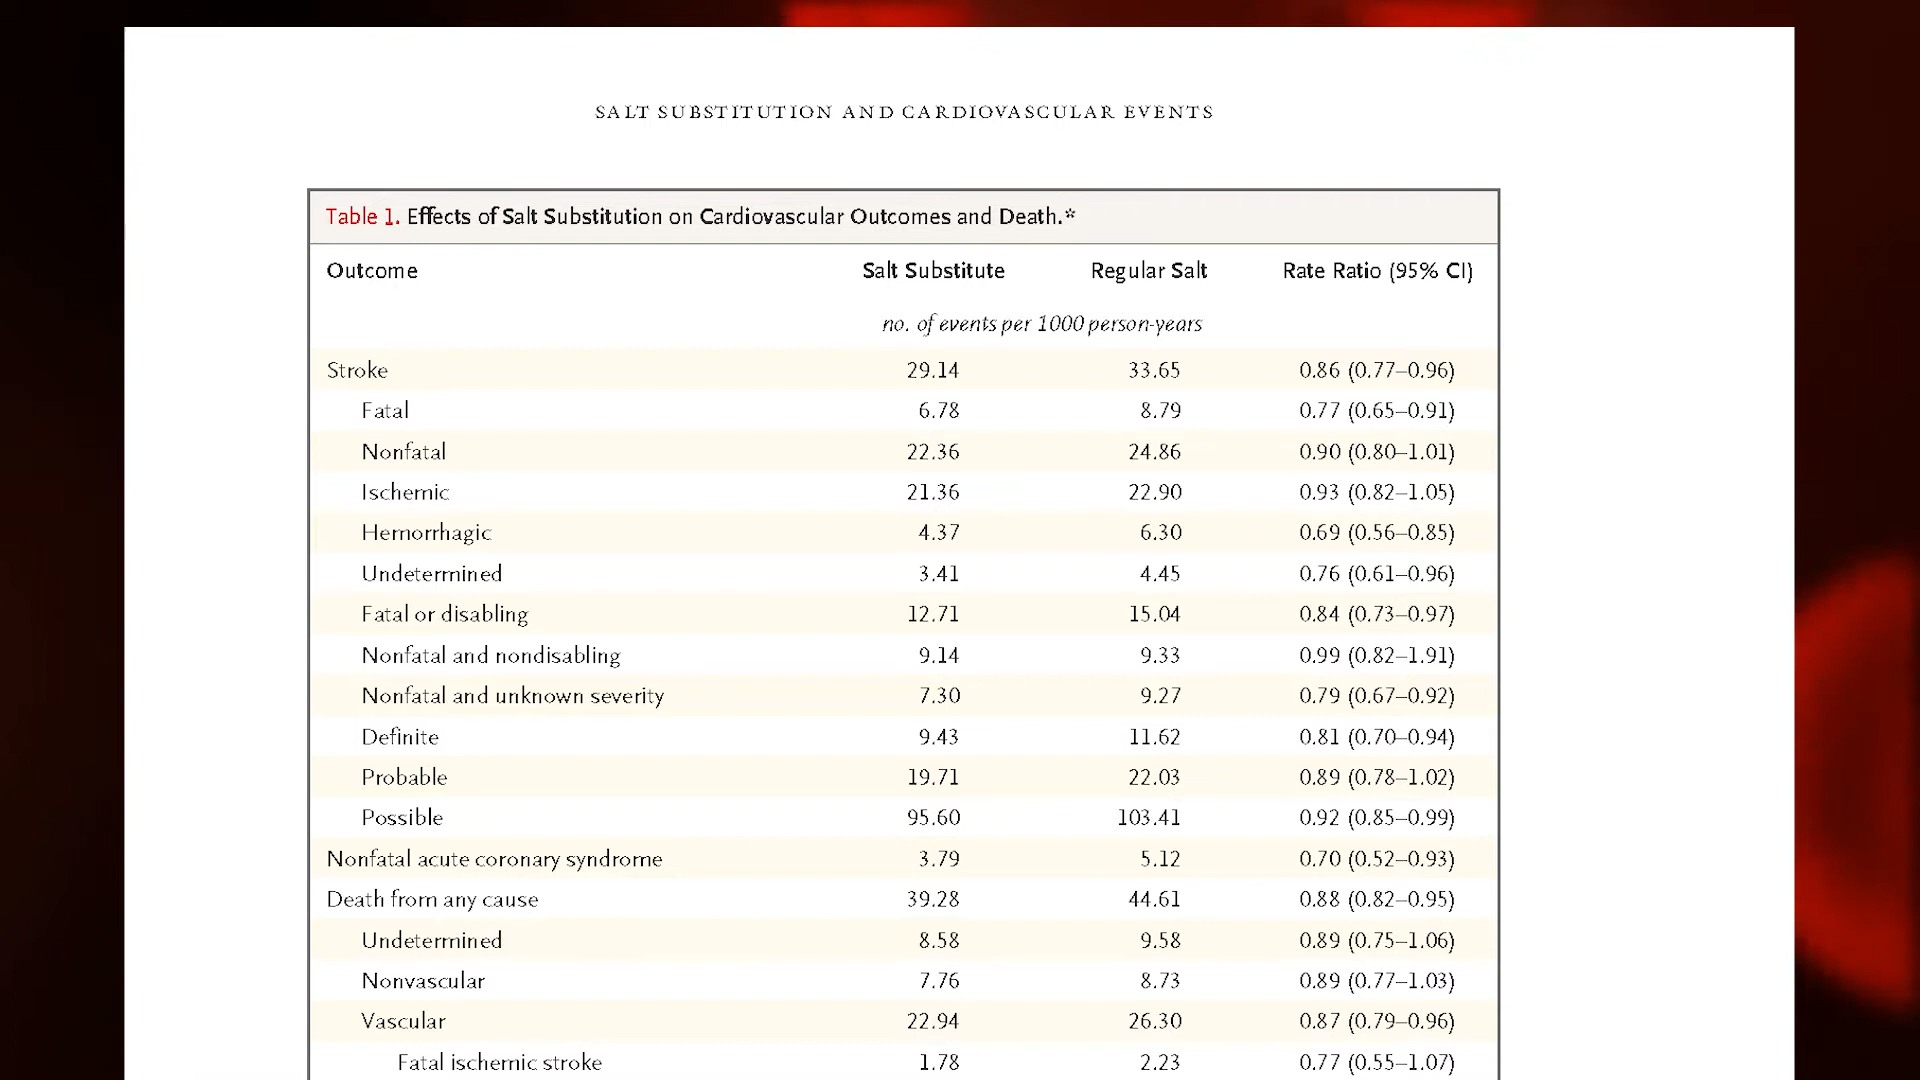 SALT SUBSTITUTION AND CARDIOVASCULAR EVENTS
Table 1. Effects of Salt Substitution on Cardiovascular Outcomes and Death.*
Outcome Salt Substitute Regular Salt Rate Ratio (95% CI)
no. of events per 1000 person-years
Stroke 29.14 33.65 0.86 (0.77–0.96)
Fatal 6.78 8.79 0.77 (0.65–0.91)
Nonfatal 22.36 24.86 0.90 (0.80–1.01)
Ischemic 21.36 22.90 0.93 (0.82–1.05)
Hemorrhagic 4.37 6.30 0.69 (0.56–0.85)
Undetermined 3.41 4.45 0.76 (0.61–0.96)
Fatal or disabling 12.71 15.04 0.84 (0.73–0.97)
Nonfatal and nondisabling 9.14 9.33 0.99 (0.82–1.91)
Nonfatal and unknown severity 7.30 9.27 0.79 (0.67–0.92)
Definite 9.43 11.62 0.81 (0.70–0.94)
Probable 19.71 22.03 0.89 (0.78–1.02)
Possible 95.60 103.41 0.92 (0.85–0.99)
Nonfatal acute coronary syndrome 3.79 5.12 0.70 (0.52–0.93)
Death from any cause 39.28 44.61 0.88 (0.82–0.95)
Undetermined 8.58 9.58 0.89 (0.75–1.06)
Nonvascular 7.76 8.73 0.89 (0.77–1.03)
Vascular 22.94 26.30 0.87 (0.79–0.96)
Fatal ischemic stroke 1.78 2.23 0.77 (0.55–1.07)